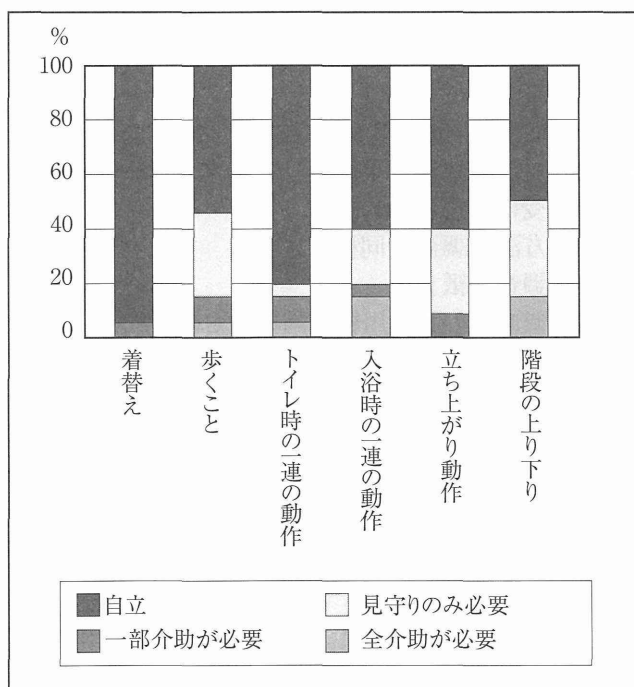 %
100
80
60
40
20
0
着替え
歩くこと
トイレ時の一連の動作
入浴時の一連の動作
立ち上がり動作
階段の上り下り
自立
見守りのみ必要
一部介助が必要
全介助が必要